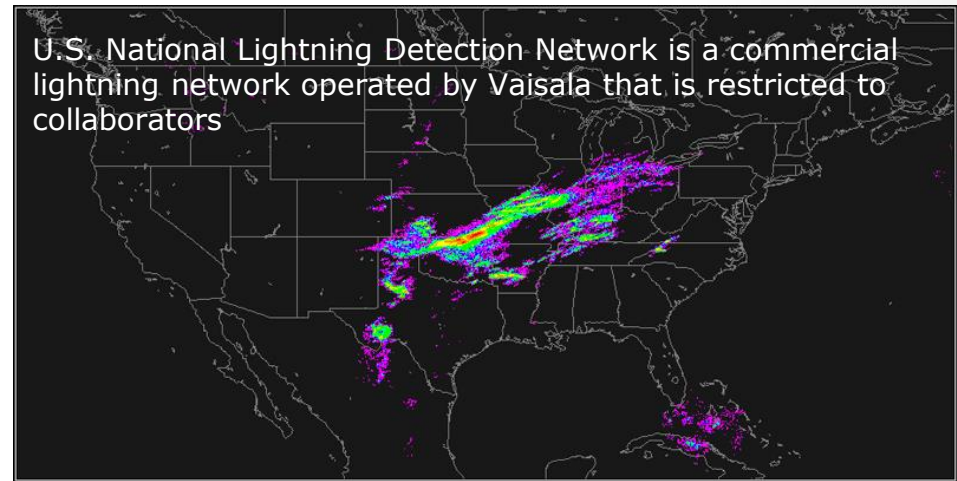 U.S. National Lightning Detection Network is a commercial
lightning network operated by Vaisala that is restricted to
collaborators